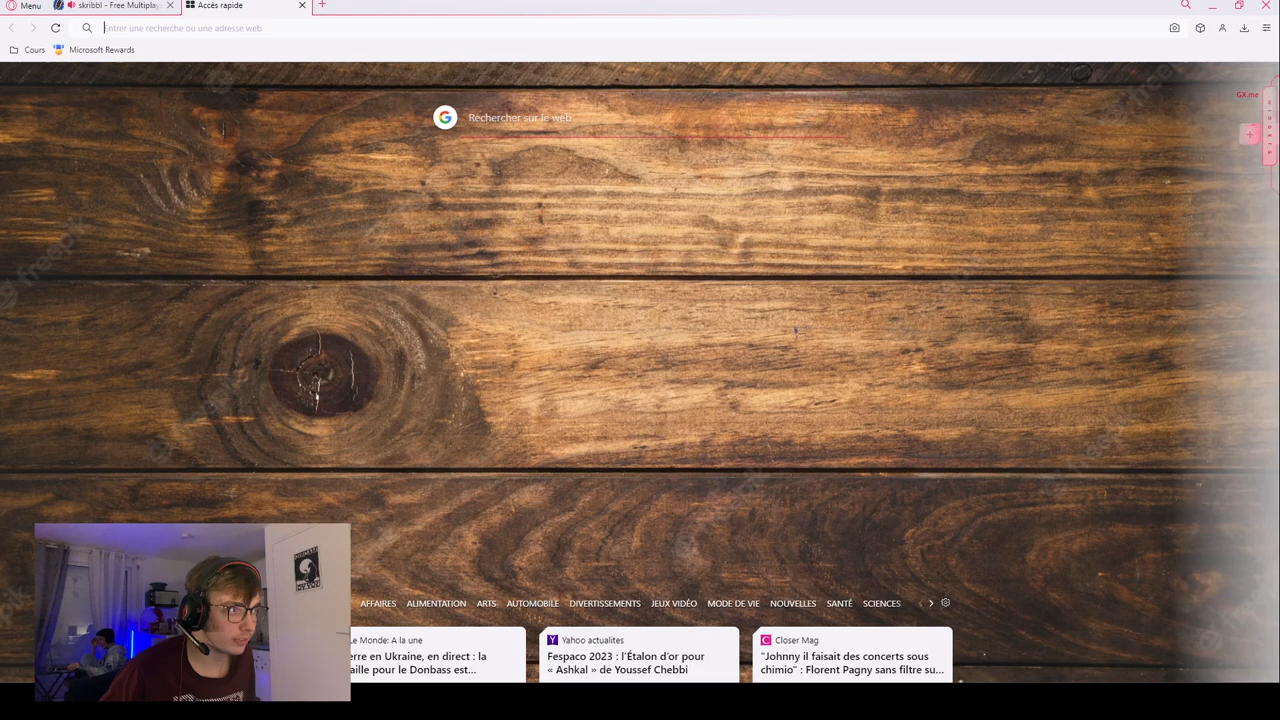 Menu
skribbl - Free Multiplay
Accès rapide
Entrer une recherche ou une adresse web
Cours
Microsoft Rewards
GX.me
Rechercher sur le web
AFFAIRES ALIMENTATION ARTS AUTOMOBILE DIVERTISSEMENTS JEUX VIDÉO MODE DE VIE NOUVELLES SANTÉ SCIENCES
Le Monde: A la une
erre en Ukraine, en direct : la
aille pour le Donbass est...
Yahoo actualites
Fespaco 2023 : l'Étalon d'or pour
« Ashkal » de Youssef Chebbi
Closer Mag
"Johnny il faisait des concerts sous
chimio" : Florent Pagny sans filtre su...